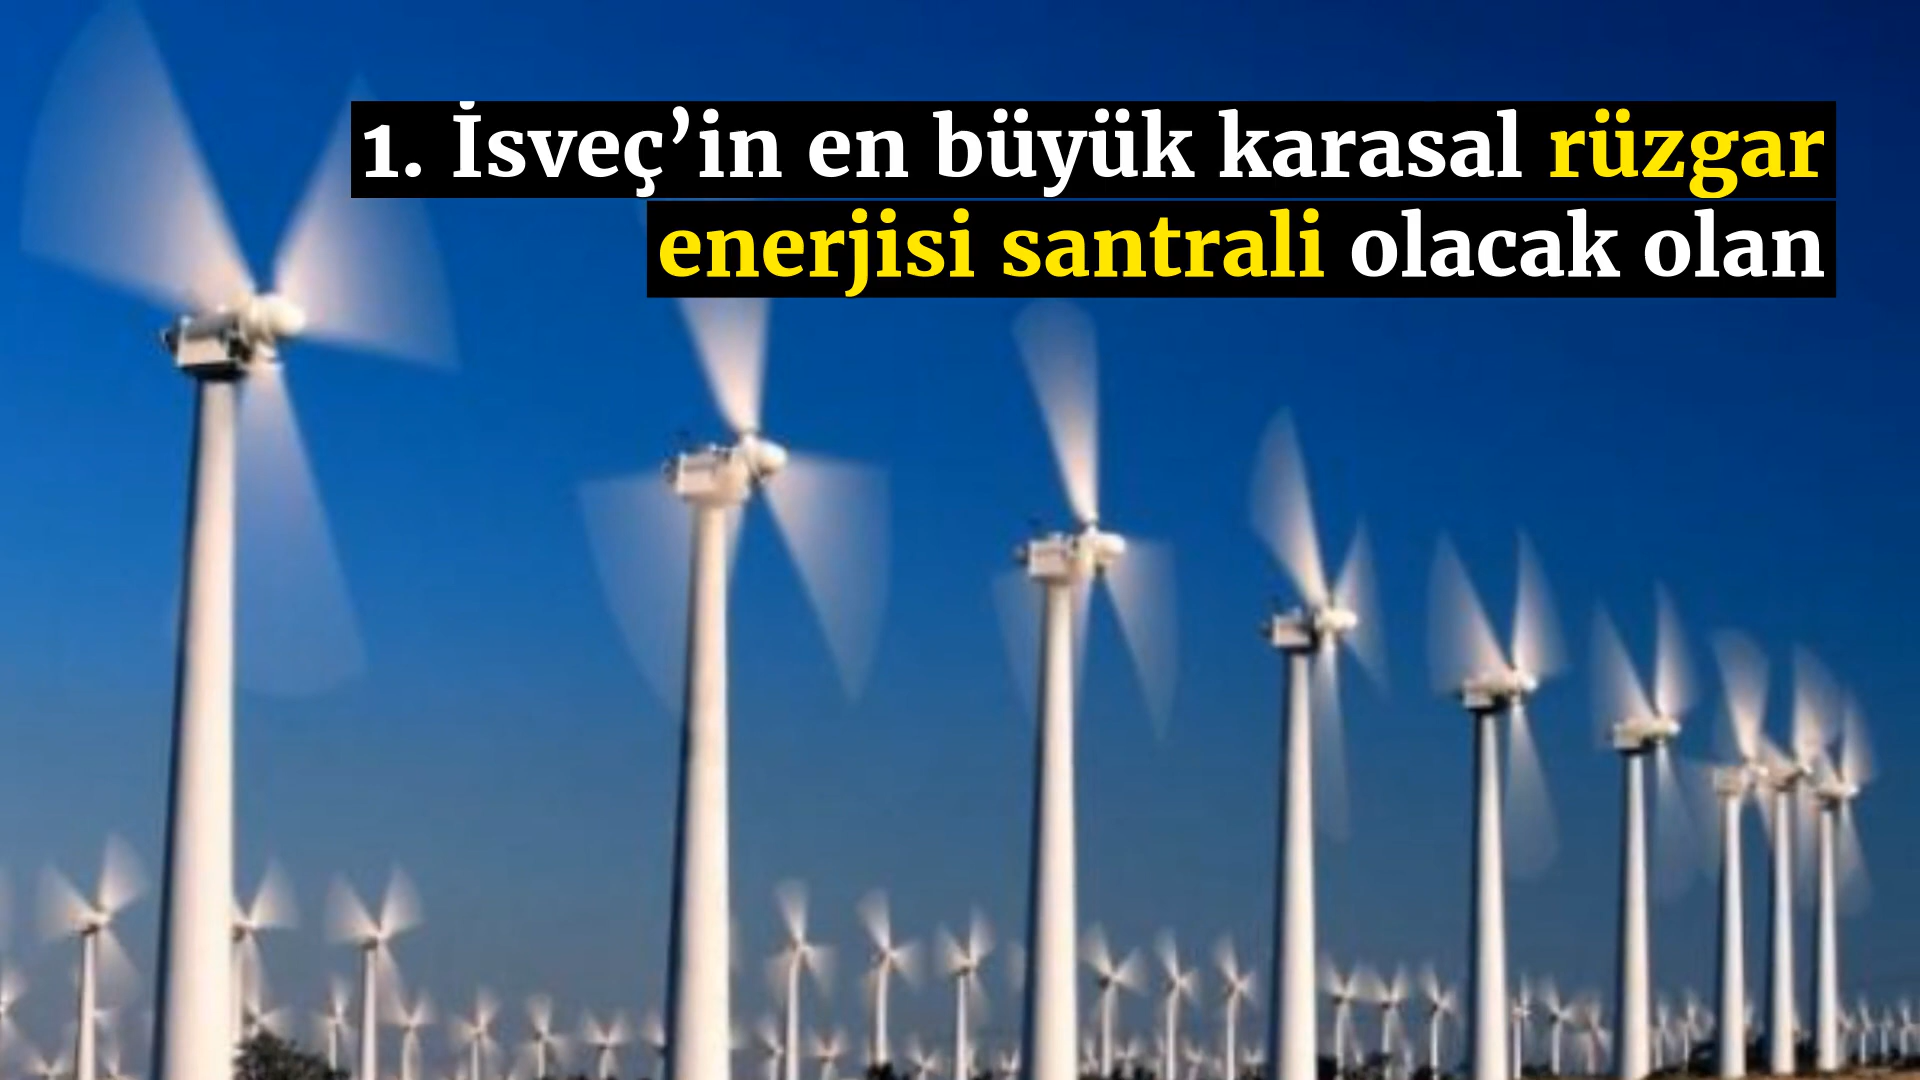 1. İsveç’in en büyük karasal rüzgar
enerjisi santrali olacak olan